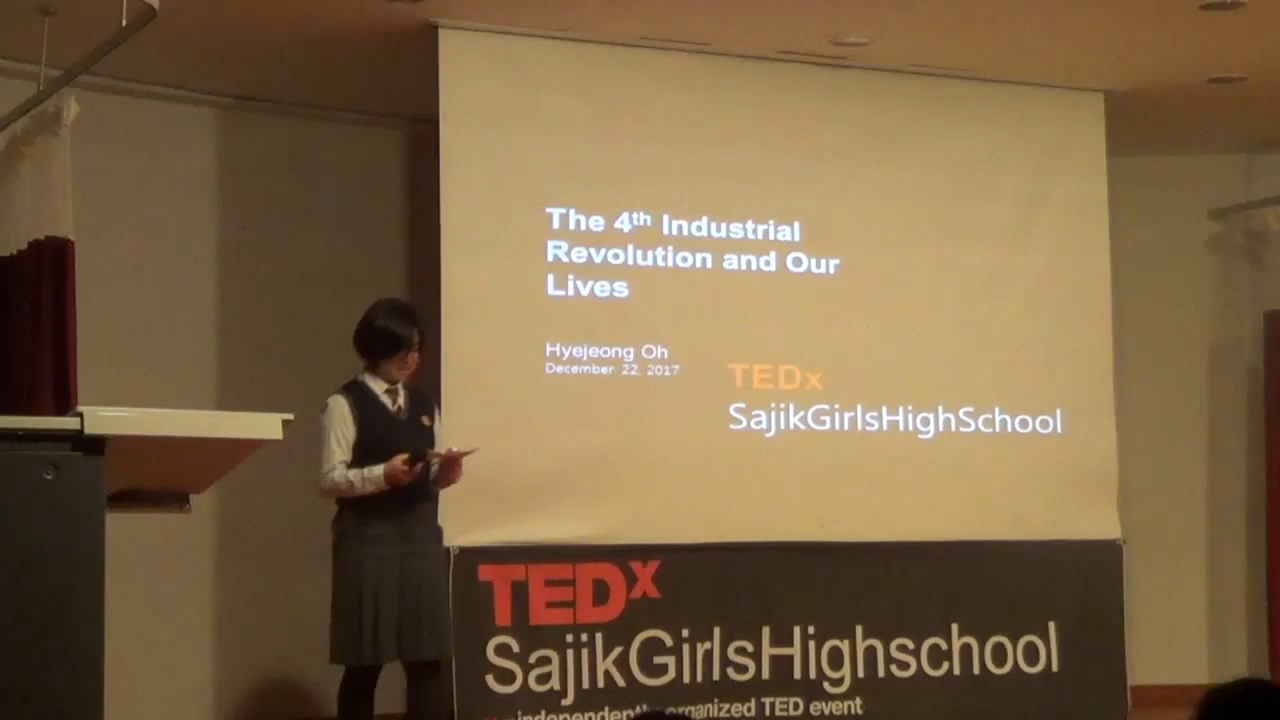 The 4th Industrial
Revolution and Our
Lives
Hyejeong Oh
December 22, 2017
TEDx
SajikGirlsHighSchool
TEDx
SajikGirlsHighschool
independently organized TED event